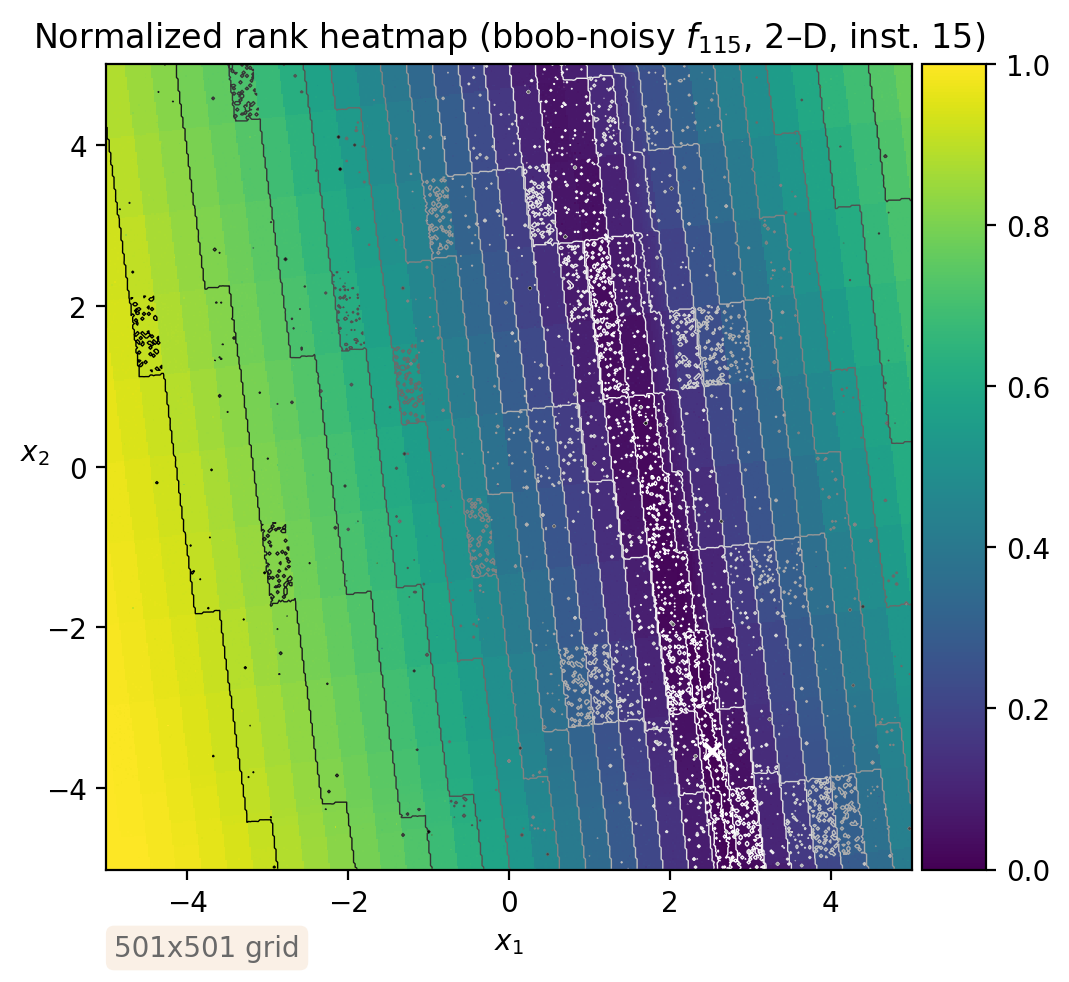 Normalized rank heatmap (bbob-noisy f₁₁₅, 2–D, inst. 15)
1.0
0.8
0.6
0.4
0.2
0.0
4
2
0
−2
−4
x₂
−4 −2 0 2 4
x₁
501x501 grid